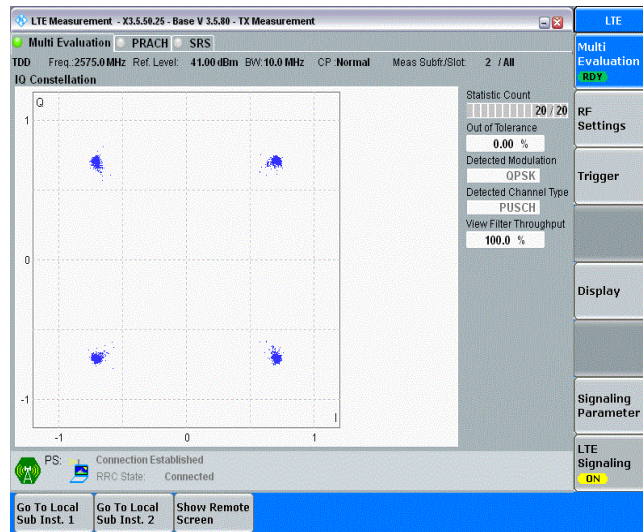 LTE Measurement - X3.5.50.25 - Base V 3.5.80 - TX Measurement
LTE
Multi Evaluation PRACH SRS
TDD Freq.:2575.0 MHz Ref. Level: 41.00 dBm BW:10.0 MHz CP :Normal Meas Subfr./Slot: 2 / All
IQ Constellation
Multi
Evaluation
RDY
Q
Statistic Count
20 / 20
Out of Tolerance
0.00 %
Detected Modulation
QPSK
Detected Channel Type
PUSCH
View Filter Throughput
100.0 %
RF
Settings
Trigger
Display
Signaling
Parameter
LTE
Signaling
ON
1
0
-1
I
-1 0 1
PS: Connection Established
RRC State: Connected
Go To Local
Sub Inst. 1
Go To Local
Sub Inst. 2
Show Remote
Screen